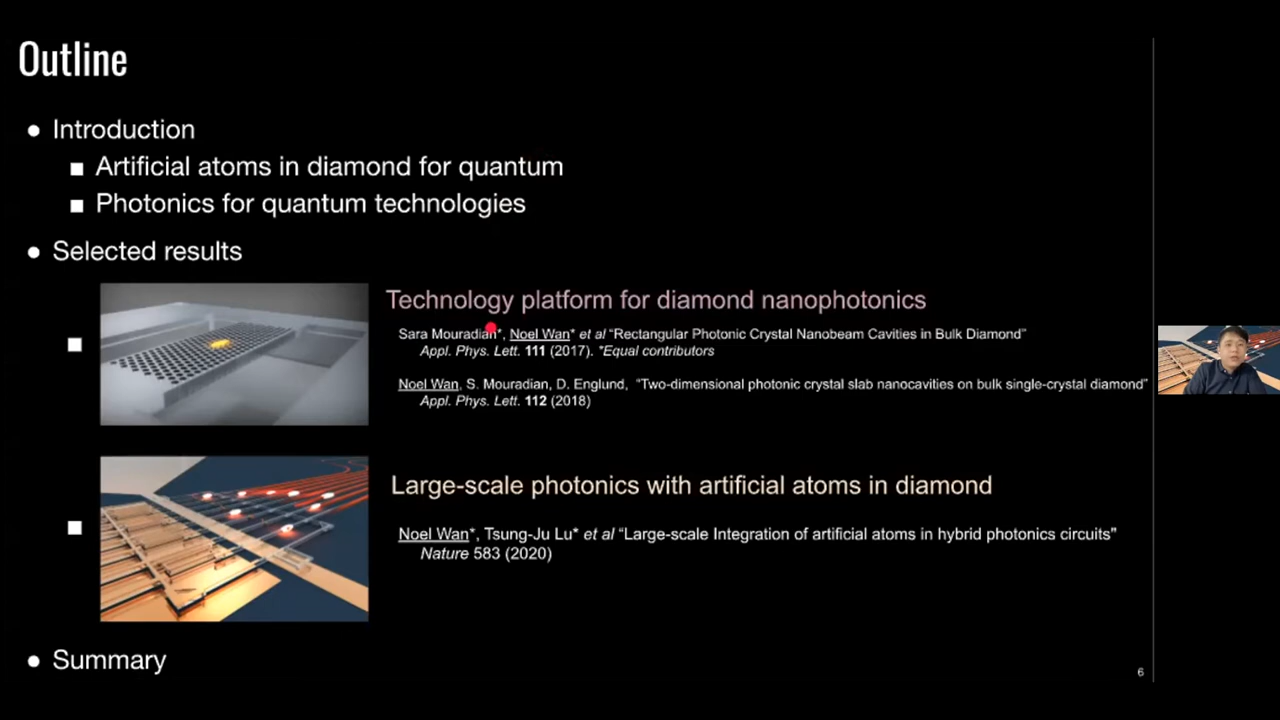 Outline
Introduction
Artificial atoms in diamond for quantum
Photonics for quantum technologies
Selected results
Technology platform for diamond nanophotonics
Sara Mouradian*, Noel Wan* et al “Rectangular Photonic Crystal Nanobeam Cavities in Bulk Diamond”
Appl. Phys. Lett. 111 (2017). *Equal contributors
Noel Wan, S. Mouradian, D. Englund, “Two-dimensional photonic crystal slab nanocavities on bulk single-crystal diamond”
Appl. Phys. Lett. 112 (2018)
Large-scale photonics with artificial atoms in diamond
Noel Wan*, Tsung-Ju Lu* et al “Large-scale Integration of artificial atoms in hybrid photonics circuits"
Nature 583 (2020)
Summary
6